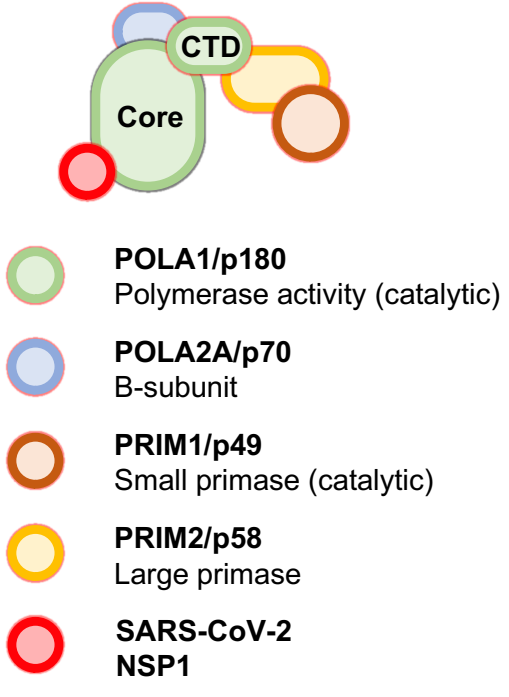 CTD
Core
POLA1/p180
Polymerase activity (catalytic)
POLA2A/p70
B-subunit
PRIM1/p49
Small primase (catalytic)
PRIM2/p58
Large primase
SARS-CoV-2
NSP1